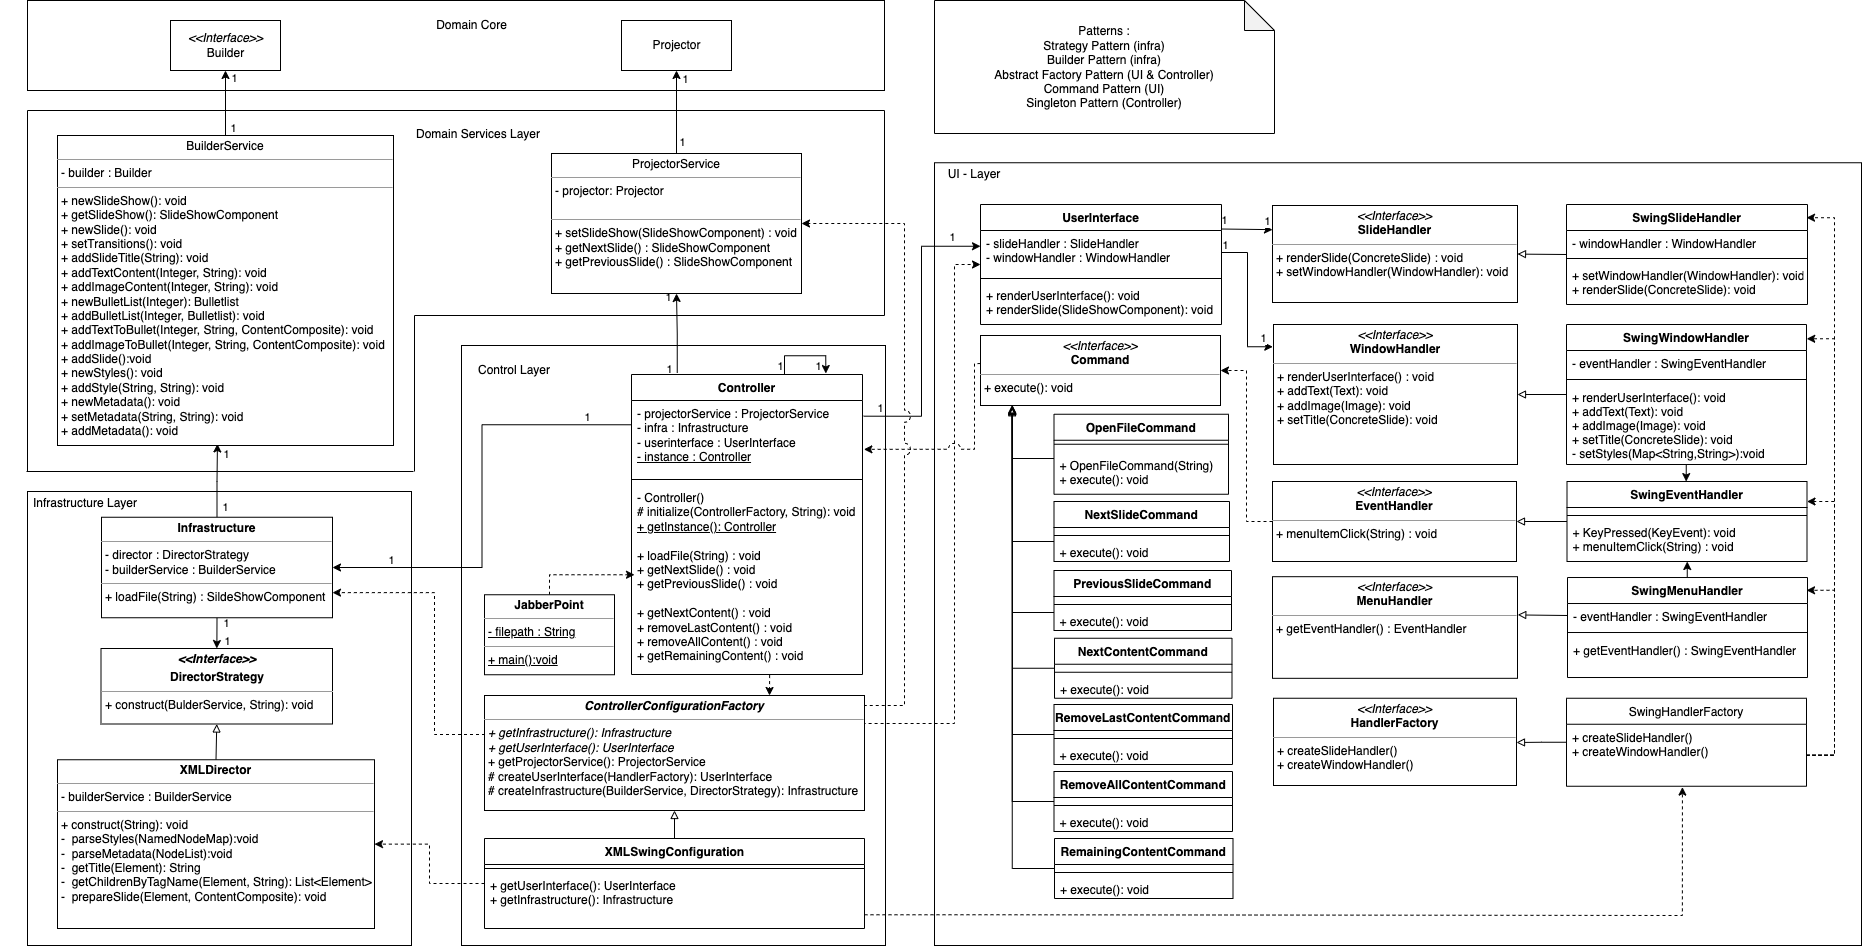 Domain Core
<<Interface>>
Builder
Projector
1
1
Patterns :
Strategy Pattern (infra)
Builder Pattern (infra)
Abstract Factory Pattern (UI & Controller)
Command Pattern (UI)
Singleton Pattern (Controller)
Domain Services Layer
1
1
BuilderService
- builder : Builder
+ newSlideShow(): void
+ getSlideShow(): SlideShowComponent
+ newSlide(): void
+ setTransitions(): void
+ addSlideTitle(String): void
+ addTextContent(Integer, String): void
+ addImageContent(Integer, String): void
+ newBulletList(Integer): Bulletlist
+ addBulletList(Integer, Bulletlist): void
+ addTextToBullet(Integer, String, ContentComposite): void
+ addImageToBullet(Integer, String, ContentComposite): void
+ addSlide():void
+ newStyles(): void
+ addStyle(String, String): void
+ newMetadata(): void
+ setMetadata(String, String): void
+ addMetadata(): void
1
ProjectorService
- projector: Projector
+ setSlideShow(SlideShowComponent) : void
+ getNextSlide() : SlideShowComponent
+ getPreviousSlide() : SlideShowComponent
1
Infrastructure Layer
1
Infrastructure
- director : DirectorStrategy
- builderService : BuilderService
+ loadFile(String) : SildeShowComponent
1
1
<<Interface>>
DirectorStrategy
+ construct(BulderService, String): void
XMLDirector
- builderService : BuilderService
+ construct(String): void
- parseStyles(NamedNodeMap):void
- parseMetadata(NodeList):void
- getTitle(Element): String
- getChildrenByTagName(Element, String): List<Element>
- prepareSlide(Element, ContentComposite): void
Control Layer
1
1
1
1
1
1
1
Controller
- projectorService : ProjectorService
- infra : Infrastructure
- userinterface : UserInterface
- instance : Controller
- Controller()
# initialize(ControllerFactory, String): void
+ getInstance(): Controller
+ loadFile(String) : void
+ getNextSlide() : void
+ getPreviousSlide() : void
+ getNextContent() : void
+ removeLastContent() : void
+ removeAllContent() : void
+ getRemainingContent() : void
JabberPoint
- filepath : String
+ main():void
ControllerConfigurationFactory
+ getInfrastructure(): Infrastructure
+ getUserInterface(): UserInterface
+ getProjectorService(): ProjectorService
# createUserInterface(HandlerFactory): UserInterface
# createInfrastructure(BuilderService, DirectorStrategy): Infrastructure
XMLSwingConfiguration
+ getUserInterface(): UserInterface
+ getInfrastructure(): Infrastructure
UI - Layer
UserInterface
- slideHandler : SlideHandler
- windowHandler : WindowHandler
+ renderUserInterface(): void
+ renderSlide(SlideShowComponent): void
1
1
1
1
<<Interface>>
Command
+ execute(): void
OpenFileCommand
+ OpenFileCommand(String)
+ execute(): void
NextSlideCommand
+ execute(): void
PreviousSlideCommand
+ execute(): void
NextContentCommand
+ execute(): void
RemoveLastContentCommand
+ execute(): void
RemoveAllContentCommand
+ execute(): void
RemainingContentCommand
+ execute(): void
<<Interface>>
SlideHandler
+ renderSlide(ConcreteSlide) : void
+ setWindowHandler(WindowHandler): void
<<Interface>>
WindowHandler
+ renderUserInterface() : void
+ addText(Text): void
+ addImage(Image): void
+ setTitle(ConcreteSlide): void
<<Interface>>
EventHandler
+ menuItemClick(String) : void
<<Interface>>
MenuHandler
+ getEventHandler() : EventHandler
<<Interface>>
HandlerFactory
+ createSlideHandler()
+ createWindowHandler()
SwingSlideHandler
- windowHandler : WindowHandler
+ setWindowHandler(WindowHandler): void
+ renderSlide(ConcreteSlide): void
SwingWindowHandler
- eventHandler : SwingEventHandler
+ renderUserInterface(): void
+ addText(Text): void
+ addImage(Image): void
+ setTitle(ConcreteSlide): void
- setStyles(Map<String,String>):void
SwingEventHandler
+ KeyPressed(KeyEvent): void
+ menuItemClick(String) : void
SwingMenuHandler
- eventHandler : SwingEventHandler
+ getEventHandler() : SwingEventHandler
SwingHandlerFactory
+ createSlideHandler()
+ createWindowHandler()